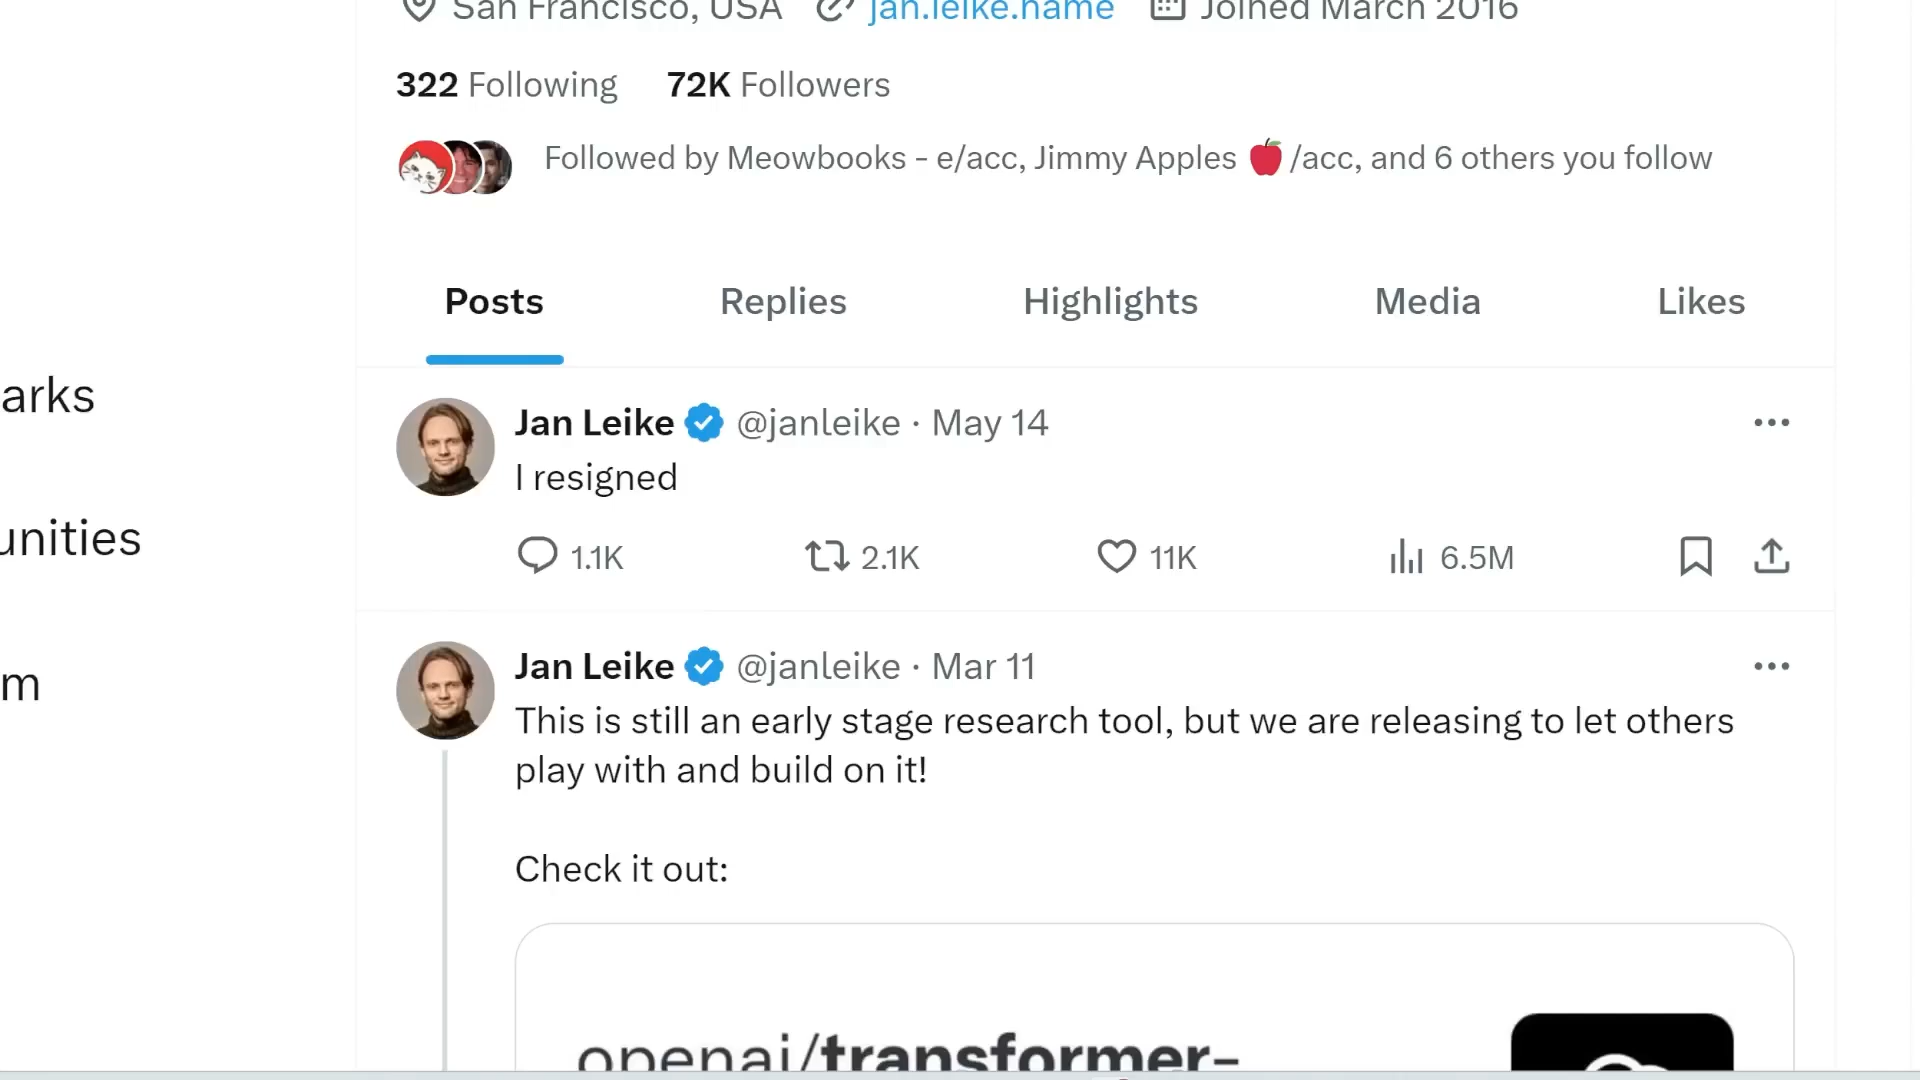 San Francisco, USA jan.leike.name Joined March 2016
322 Following 72K Followers
Followed by Meowbooks - e/acc, Jimmy Apples 🍎/acc, and 6 others you follow
Posts Replies Highlights Media Likes
arks
unities
m
Jan Leike @janleike · May 14
I resigned
1.1K 2.1K 11K 6.5M
Jan Leike @janleike · Mar 11
This is still an early stage research tool, but we are releasing to let others
play with and build on it!
Check it out:
openai/transformer-